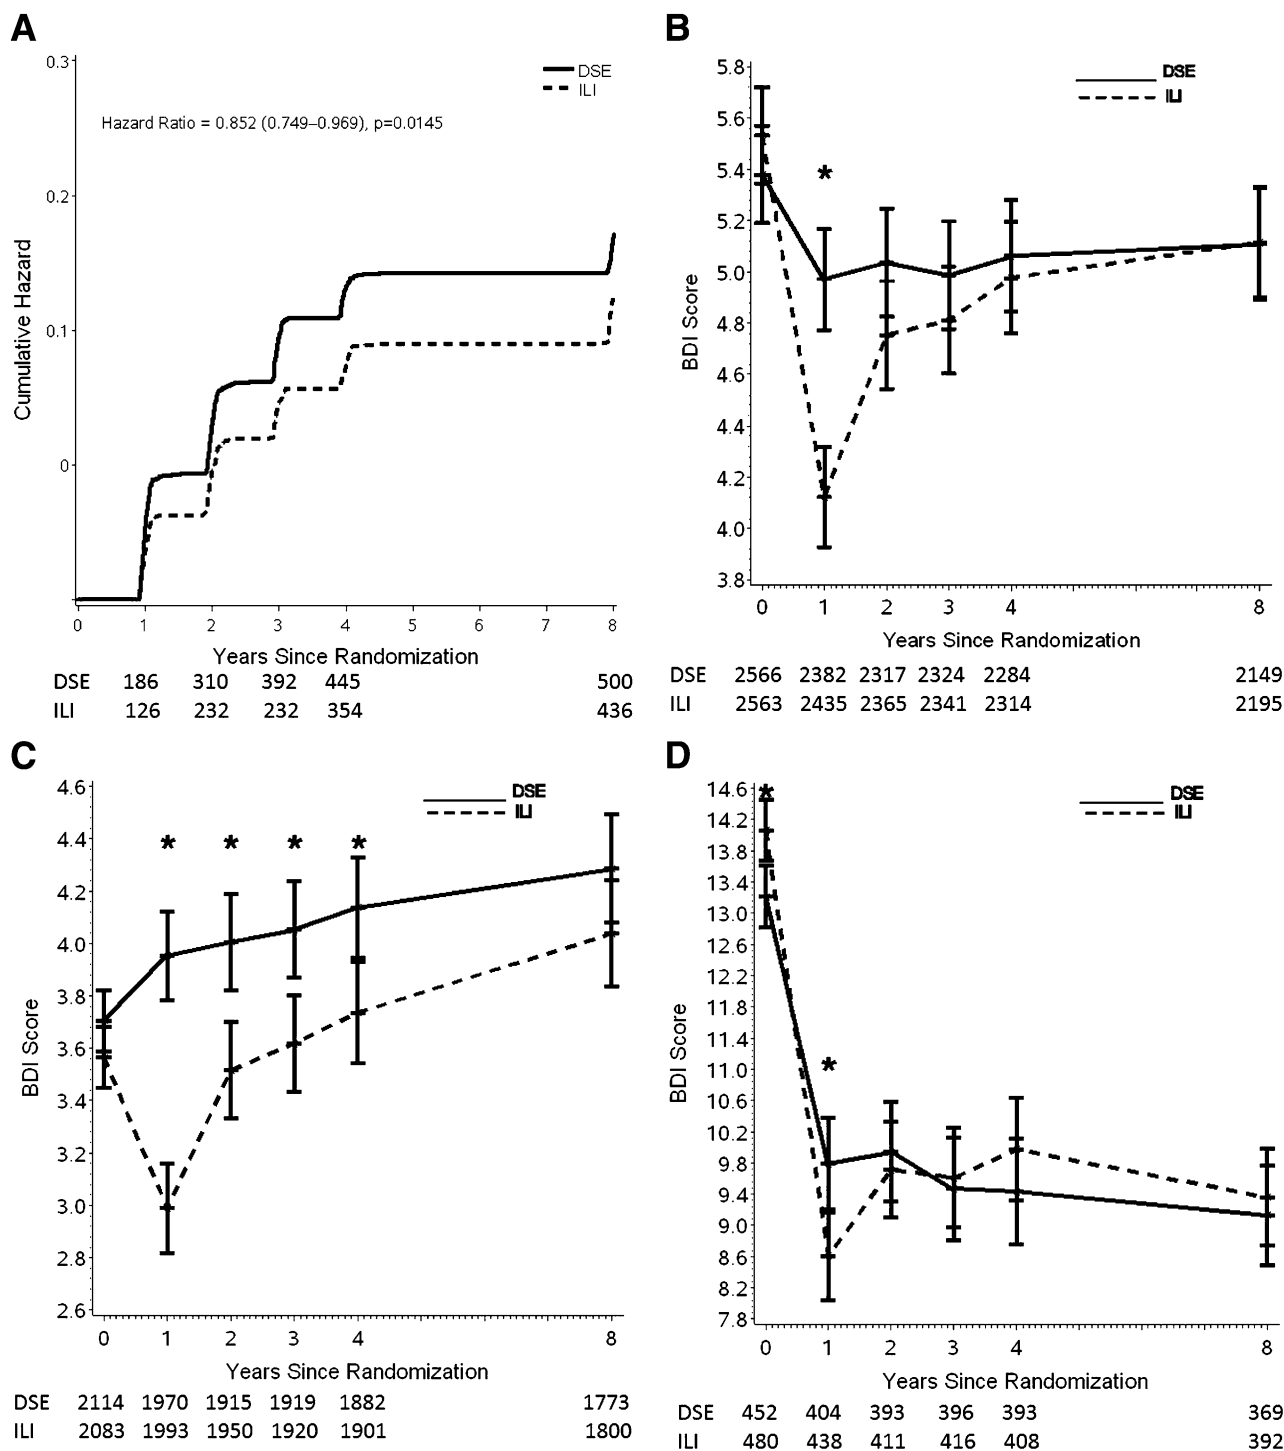 A
0.3
DSE
ILI
Hazard Ratio = 0.852 (0.749–0.969), p=0.0145
0.2
0.1
0
Cumulative Hazard
0 1 2 3 4 5 6 7 8
Years Since Randomization
DSE 186 310 392 445 500
ILI 126 232 232 354 436
B
5.8
DSE
ILI
5.6
5.4
*
5.2
5.0
4.8
4.6
4.4
4.2
4.0
3.8
BDI Score
0 1 2 3 4 8
Years Since Randomization
DSE 2566 2382 2317 2324 2284 2149
ILI 2563 2435 2365 2341 2314 2195
C
4.6
DSE
ILI
4.4
* * * *
4.2
4.0
3.8
3.6
3.4
3.2
3.0
2.8
2.6
BDI Score
0 1 2 3 4 8
Years Since Randomization
DSE 2114 1970 1915 1919 1882 1773
ILI 2083 1993 1950 1920 1901 1800
D
14.6
*
DSE
ILI
14.2
13.8
13.4
13.0
12.6
12.2
11.8
11.4
11.0
*
10.6
10.2
9.8
9.4
9.0
8.6
8.2
7.8
BDI Score
0 1 2 3 4 8
Years Since Randomization
DSE 452 404 393 396 393 369
ILI 480 438 411 416 408 392